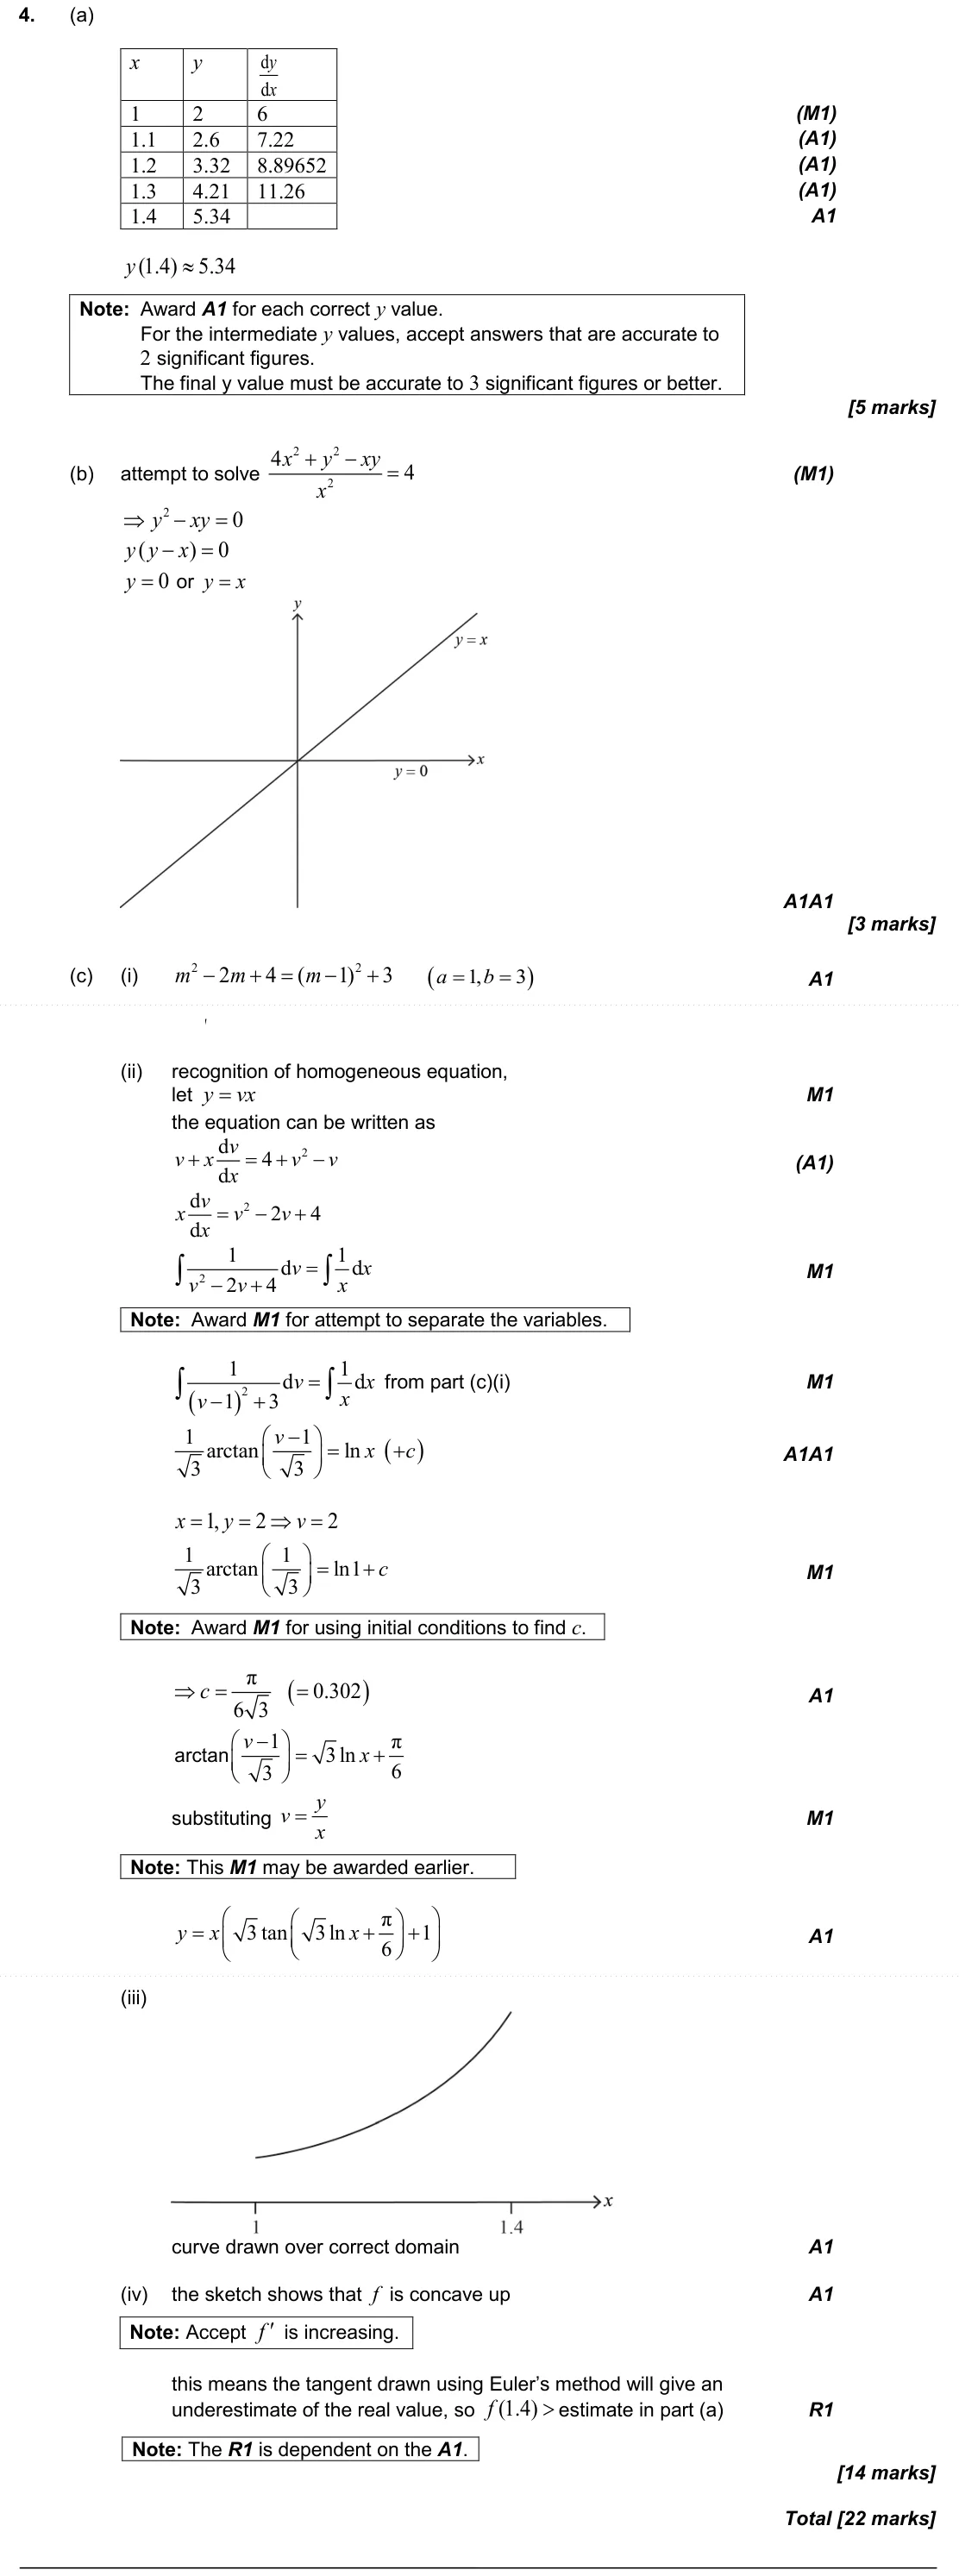 4. (a)
x y dy/dx
1 2 6 (M1)
1.1 2.6 7.22 (A1)
1.2 3.32 8.89652 (A1)
1.3 4.21 11.26 (A1)
1.4 5.34 A1
y(1.4) ≈ 5.34
Note: Award A1 for each correct y value.
For the intermediate y values, accept answers that are accurate to
2 significant figures.
The final y value must be accurate to 3 significant figures or better.
[5 marks]
(b) attempt to solve (4x² + y² − xy)/x² = 4 (M1)
⇒ y² − xy = 0
y(y − x) = 0
y = 0 or y = x
y
y = x
x
y = 0
A1A1
[3 marks]
(c) (i) m² − 2m + 4 = (m − 1)² + 3 (a = 1, b = 3) A1
(ii) recognition of homogeneous equation,
let y = vx M1
the equation can be written as
v + x dv/dx = 4 + v² − v (A1)
x dv/dx = v² − 2v + 4
∫ 1/(v² − 2v + 4) dv = ∫ 1/x dx M1
Note: Award M1 for attempt to separate the variables.
∫ 1/((v − 1)² + 3) dv = ∫ 1/x dx from part (c)(i) M1
1/√3 arctan((v − 1)/√3) = ln x (+c) A1A1
x = 1, y = 2 ⇒ v = 2
1/√3 arctan(1/√3) = ln 1 + c M1
Note: Award M1 for using initial conditions to find c.
⇒ c = π/(6√3) (= 0.302) A1
arctan((v − 1)/√3) = √3 ln x + π/6
substituting v = y/x M1
Note: This M1 may be awarded earlier.
y = x(√3 tan(√3 ln x + π/6) + 1) A1
(iii)
x
1 1.4
curve drawn over correct domain A1
(iv) the sketch shows that f is concave up A1
Note: Accept f′ is increasing.
this means the tangent drawn using Euler's method will give an
underestimate of the real value, so f(1.4) > estimate in part (a) R1
Note: The R1 is dependent on the A1.
[14 marks]
Total [22 marks]